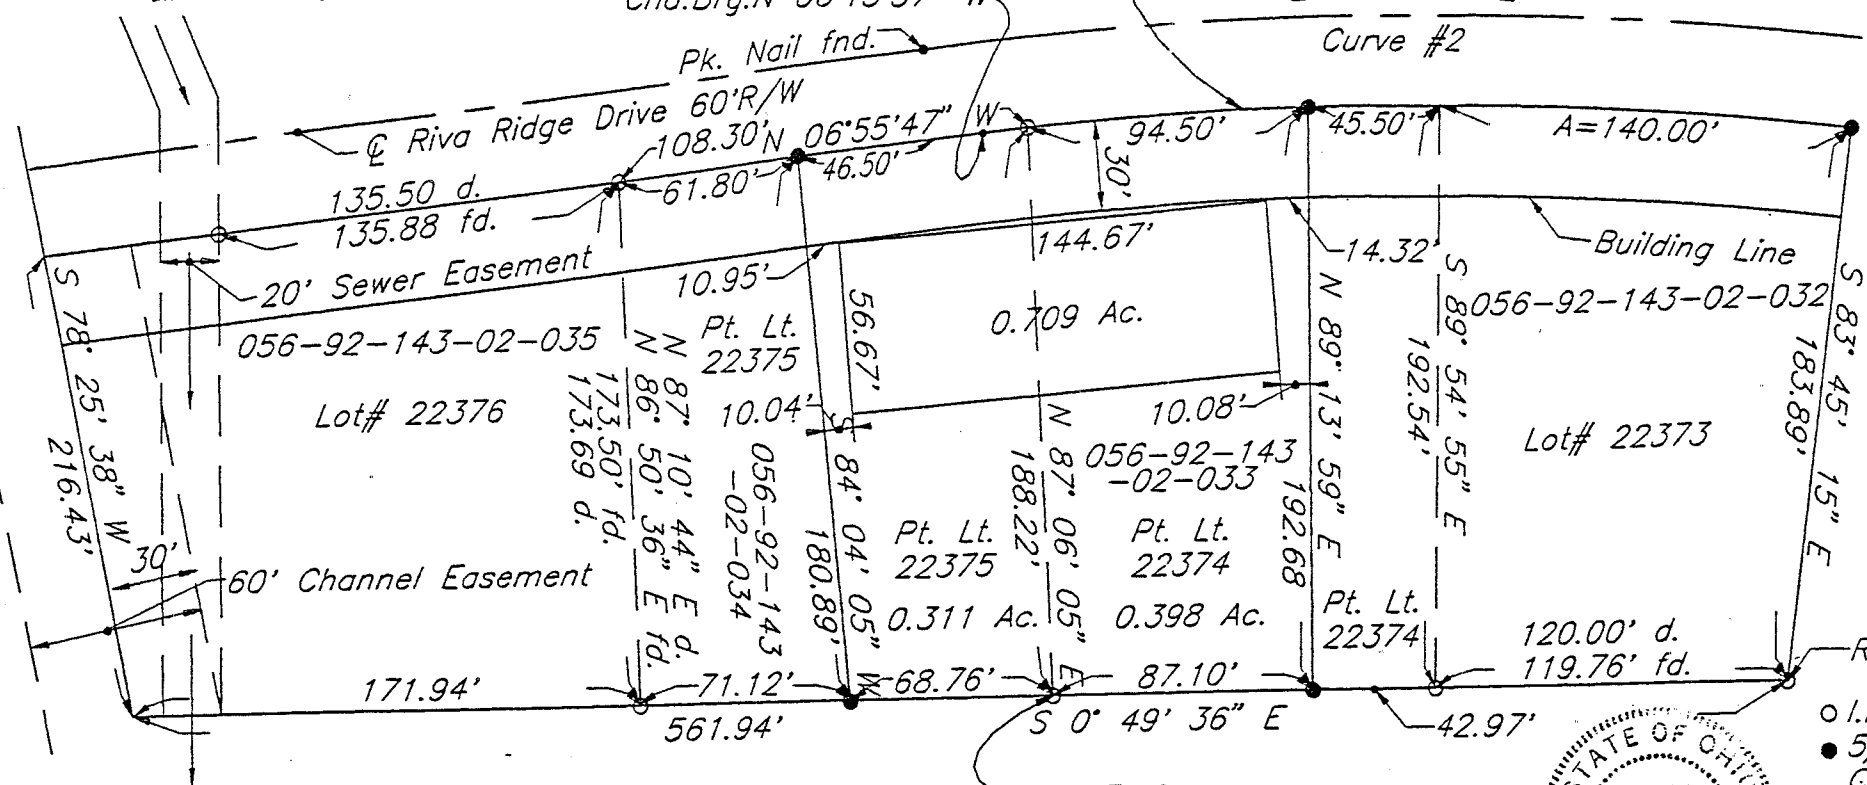 Pk. Nail fnd.
Curve #2
℄ Riva Ridge Drive 60'R/W
108.30'
N 06°55'47" W
94.50'
45.50'
A=140.00'
135.50 d.
135.88 fd.
61.80'
46.50'
30'
20' Sewer Easement
10.95'
144.67'
14.32'
Building Line
056-92-143-02-035
Pt. Lt.
22375
56.67'
0.709 Ac.
056-92-143-02-032
Lot# 22376
10.04'
10.08'
Lot# 22373
S 78° 25' 38" W
216.43'
N 87° 10' 44" E d.
N 86° 50' 36" E fd.
173.50' fd.
173.69 d.
056-92-143
-02-034
S 84° 04' 05" W
180.89'
N 87° 06' 05" E
188.22'
056-92-143
-02-033
N 89° 13' 59" E
192.68
S 89° 54' 55" E
192.54'
S 83° 45' 15" E
183.89'
30'
60' Channel Easement
Pt. Lt.
22375
0.311 Ac.
Pt. Lt.
22374
0.398 Ac.
Pt. Lt.
22374
120.00' d.
119.76' fd.
171.94'
71.12'
68.76'
87.10'
561.94'
S 0° 49' 36" E
42.97'
STATE OF OHIO